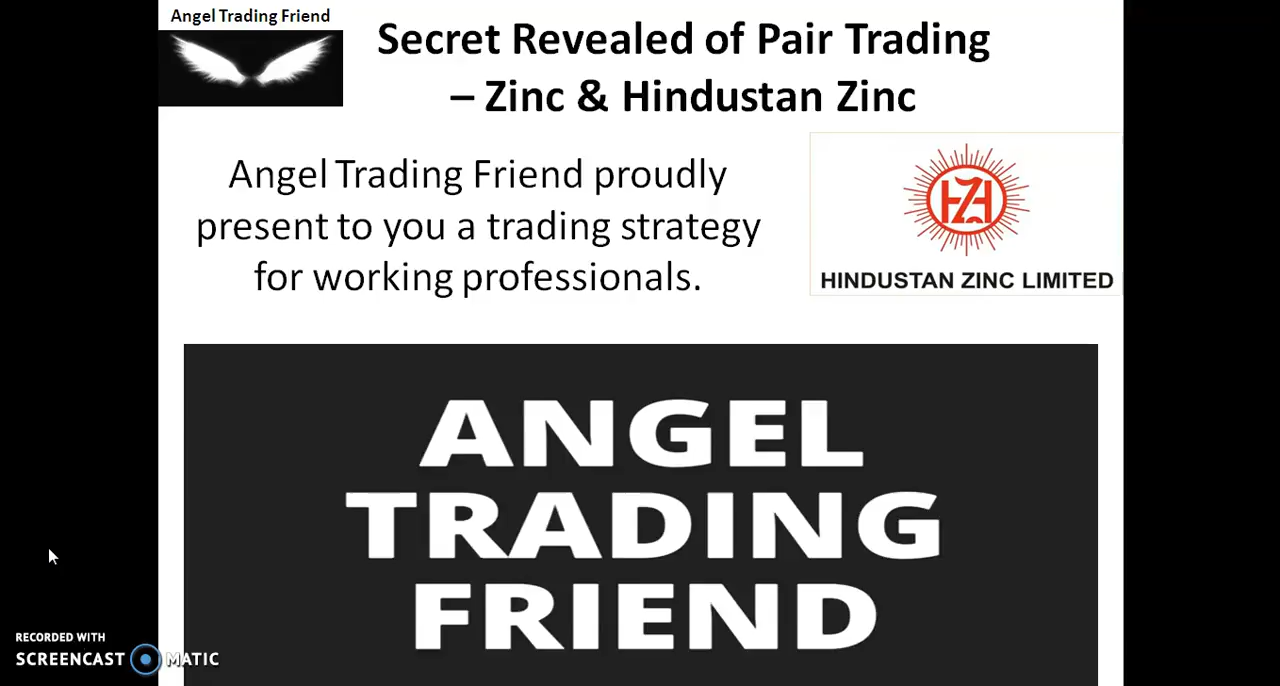 Angel Trading Friend
Secret Revealed of Pair Trading
– Zinc & Hindustan Zinc
Angel Trading Friend proudly
present to you a trading strategy
for working professionals.
HINDUSTAN ZINC LIMITED
ANGEL
TRADING
FRIEND
RECORDED WITH
SCREENCAST MATIC